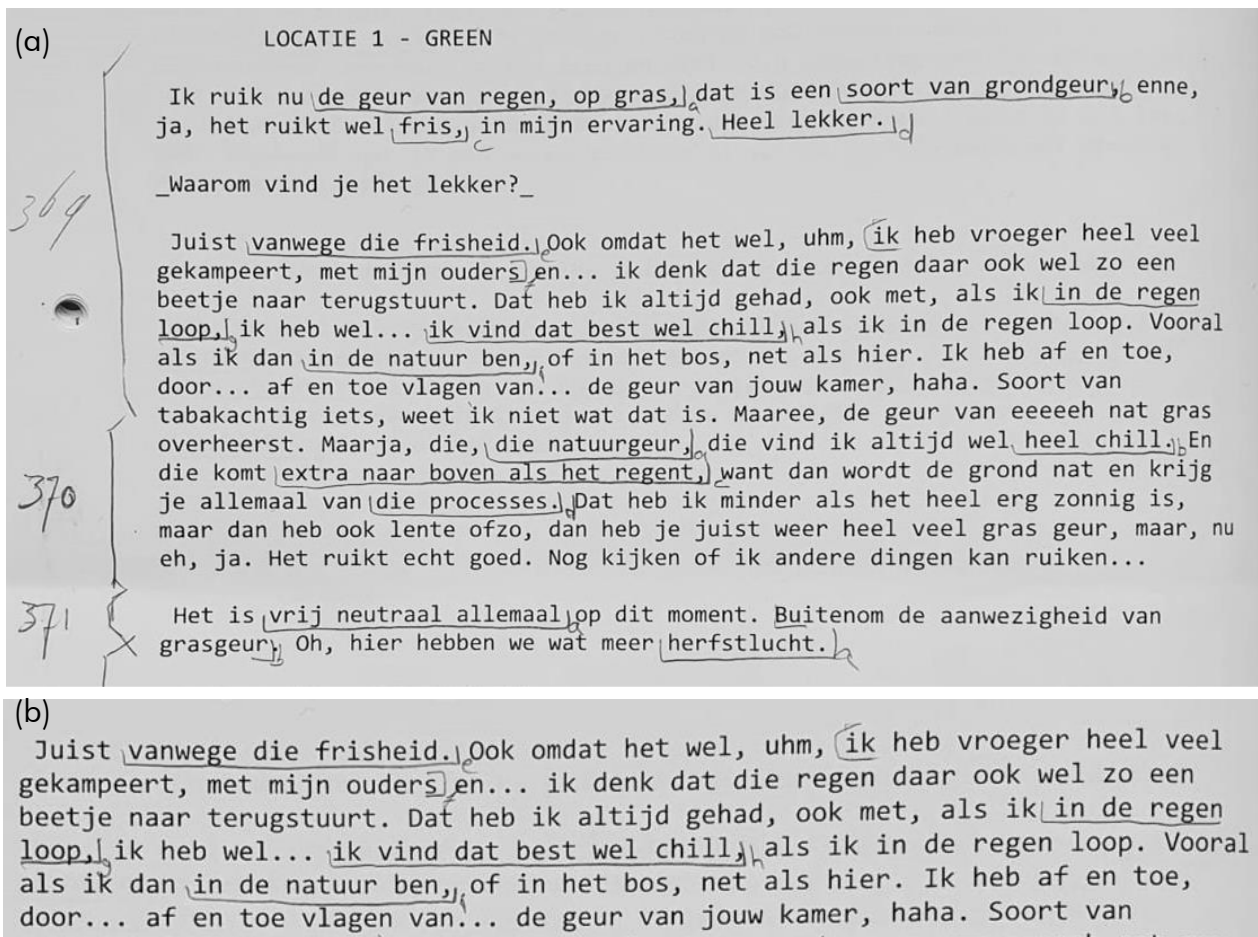 (a)
LOCATIE 1 - GREEN
Ik ruik nu de geur van regen, op gras, a dat is een soort van grondgeur, b enne,
ja, het ruikt wel fris, c in mijn ervaring. Heel lekker. d
369
_Waarom vind je het lekker?_
Juist vanwege die frisheid. e Ook omdat het wel, uhm, ik heb vroeger heel veel
gekampeert, met mijn ouders f en... ik denk dat die regen daar ook wel zo een
beetje naar terugstuurt. Dat heb ik altijd gehad, ook met, als ik in de regen
loop, g ik heb wel... ik vind dat best wel chill, h als ik in de regen loop. Vooral
als ik dan in de natuur ben, i of in het bos, net als hier. Ik heb af en toe,
door... af en toe vlagen van... de geur van jouw kamer, haha. Soort van
tabakachtig iets, weet ik niet wat dat is. Maaree, de geur van eeeeeh nat gras
overheerst. Maarja, die, die natuurgeur, a die vind ik altijd wel heel chill. b En
die komt extra naar boven als het regent, c want dan wordt de grond nat en krijg
370
je allemaal van die processes. d Dat heb ik minder als het heel erg zonnig is,
maar dan heb ook lente ofzo, dan heb je juist weer heel veel gras geur, maar, nu
eh, ja. Het ruikt echt goed. Nog kijken of ik andere dingen kan ruiken...
371
Het is vrij neutraal allemaal a op dit moment. Buitenom de aanwezigheid van
grasgeur. b Oh, hier hebben we wat meer herfstlucht. a
(b)
Juist vanwege die frisheid. e Ook omdat het wel, uhm, ik heb vroeger heel veel
gekampeert, met mijn ouders f en... ik denk dat die regen daar ook wel zo een
beetje naar terugstuurt. Dat heb ik altijd gehad, ook met, als ik in de regen
loop, g ik heb wel... ik vind dat best wel chill, h als ik in de regen loop. Vooral
als ik dan in de natuur ben, i of in het bos, net als hier. Ik heb af en toe,
door... af en toe vlagen van... de geur van jouw kamer, haha. Soort van